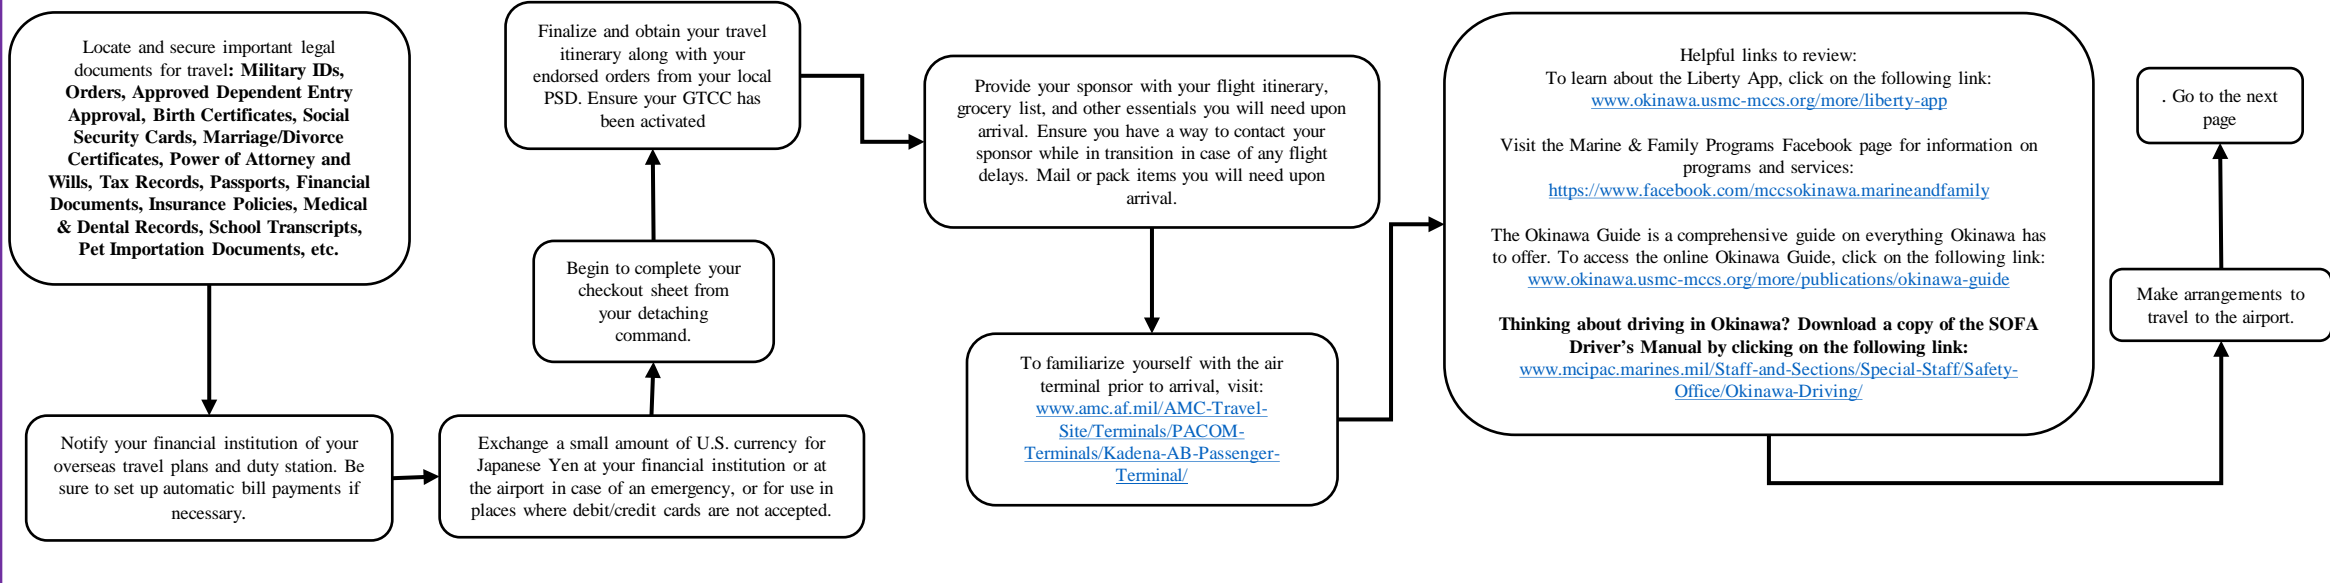 Locate and secure important legal
documents for travel: Military IDs,
Orders, Approved Dependent Entry
Approval, Birth Certificates, Social
Security Cards, Marriage/Divorce
Certificates, Power of Attorney and
Wills, Tax Records, Passports, Financial
Documents, Insurance Policies, Medical
& Dental Records, School Transcripts,
Pet Importation Documents, etc.
Notify your financial institution of your
overseas travel plans and duty station. Be
sure to set up automatic bill payments if
necessary.
Exchange a small amount of U.S. currency for
Japanese Yen at your financial institution or at
the airport in case of an emergency, or for use in
places where debit/credit cards are not accepted.
Begin to complete your
checkout sheet from
your detaching
command.
Finalize and obtain your travel
itinerary along with your
endorsed orders from your local
PSD. Ensure your GTCC has
been activated
Provide your sponsor with your flight itinerary,
grocery list, and other essentials you will need upon
arrival. Ensure you have a way to contact your
sponsor while in transition in case of any flight
delays. Mail or pack items you will need upon
arrival.
To familiarize yourself with the air
terminal prior to arrival, visit:
www.amc.af.mil/AMC-Travel-
Site/Terminals/PACOM-
Terminals/Kadena-AB-Passenger-
Terminal/
Helpful links to review:
To learn about the Liberty App, click on the following link:
www.okinawa.usmc-mccs.org/more/liberty-app
Visit the Marine & Family Programs Facebook page for information on
programs and services:
https://www.facebook.com/mccsokinawa.marineandfamily
The Okinawa Guide is a comprehensive guide on everything Okinawa has
to offer. To access the online Okinawa Guide, click on the following link:
www.okinawa.usmc-mccs.org/more/publications/okinawa-guide
Thinking about driving in Okinawa? Download a copy of the SOFA
Driver's Manual by clicking on the following link:
www.mcipac.marines.mil/Staff-and-Sections/Special-Staff/Safety-
Office/Okinawa-Driving/
Make arrangements to
travel to the airport.
. Go to the next
page